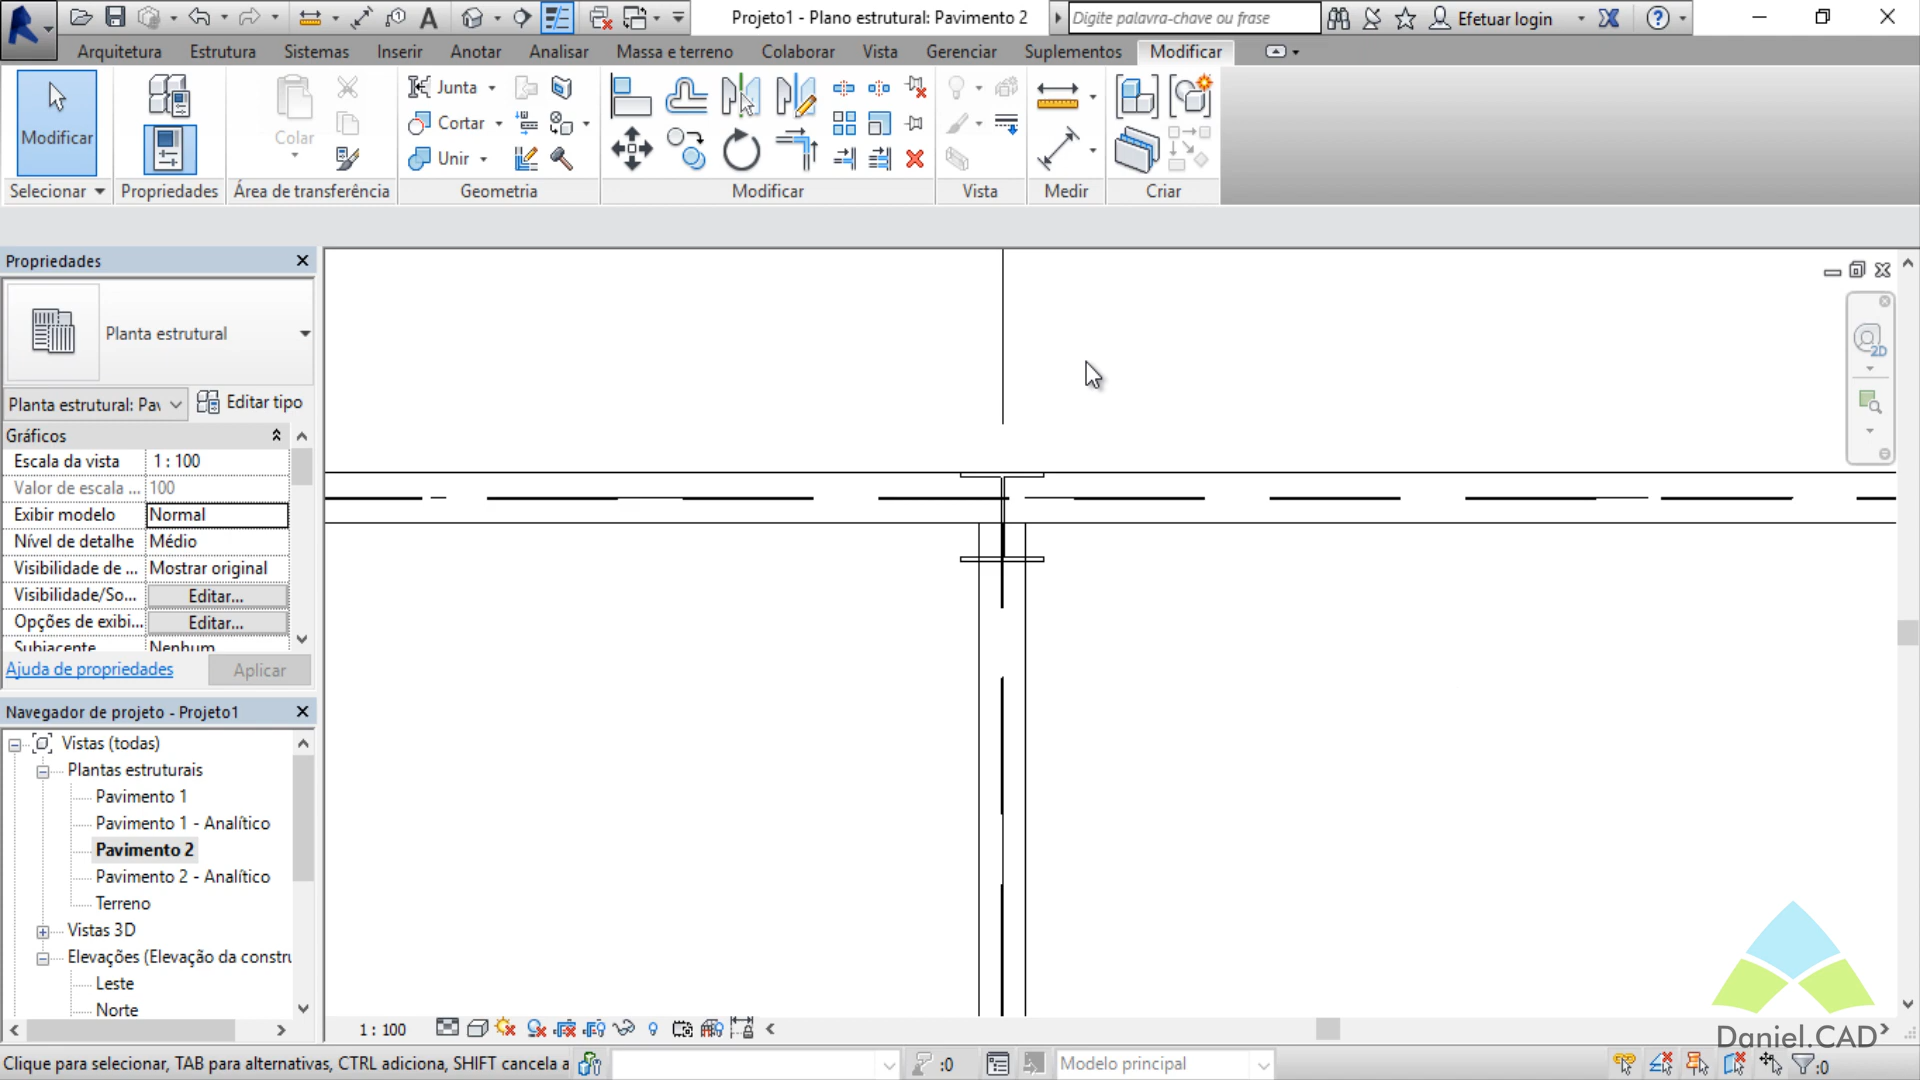 Projeto1 - Plano estrutural: Pavimento 2
Digite palavra-chave ou frase
Efetuar login
Arquitetura Estrutura Sistemas Inserir Anotar Analisar Massa e terreno Colaborar Vista Gerenciar Suplementos Modificar
Modificar
Colar
Junta
Cortar
Unir
Selecionar Propriedades Área de transferência Geometria Modificar Vista Medir Criar
Propriedades
Planta estrutural
Planta estrutural: Pav
Editar tipo
Gráficos
Escala da vista 1 : 100
Valor de escala ... 100
Exibir modelo Normal
Nível de detalhe Médio
Visibilidade de ... Mostrar original
Visibilidade/So... Editar...
Opções de exibi... Editar...
Subjacente Nenhum
Ajuda de propriedades
Aplicar
Navegador de projeto - Projeto1
Vistas (todas)
Plantas estruturais
Pavimento 1
Pavimento 1 - Analítico
Pavimento 2
Pavimento 2 - Analítico
Terreno
Vistas 3D
Elevações (Elevação da constru
Leste
Norte
2D
1 : 100
Daniel.CAD
Clique para selecionar, TAB para alternativas, CTRL adiciona, SHIFT cancela a
:0
Modelo principal
:0